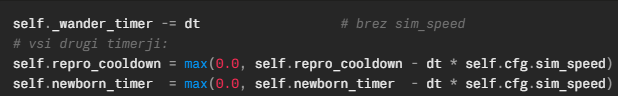 self._wander_timer -= dt                    # brez sim_speed
# vsi drugi timerji:
self.repro_cooldown = max(0.0, self.repro_cooldown - dt * self.cfg.sim_speed)
self.newborn_timer  = max(0.0, self.newborn_timer  - dt * self.cfg.sim_speed)